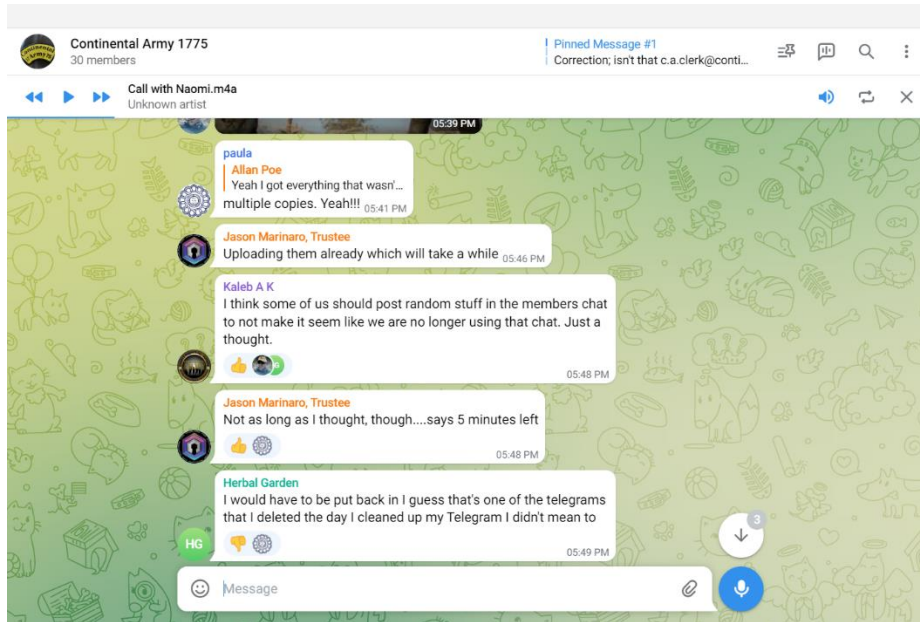 Continental Army 1775
30 members
Pinned Message #1
Correction; isn't that c.a.clerk@conti...
Call with Naomi.m4a
Unknown artist
05:39 PM
paula
Allan Poe
Yeah I got everything that wasn'...
multiple copies. Yeah!!! 05:41 PM
Jason Marinaro, Trustee
Uploading them already which will take a while 05:46 PM
Kaleb A K
I think some of us should post random stuff in the members chat
to not make it seem like we are no longer using that chat. Just a
thought.
05:48 PM
Jason Marinaro, Trustee
Not as long as I thought, though....says 5 minutes left
05:48 PM
Herbal Garden
I would have to be put back in I guess that's one of the telegrams
that I deleted the day I cleaned up my Telegram I didn't mean to
HG
05:49 PM
3
Message